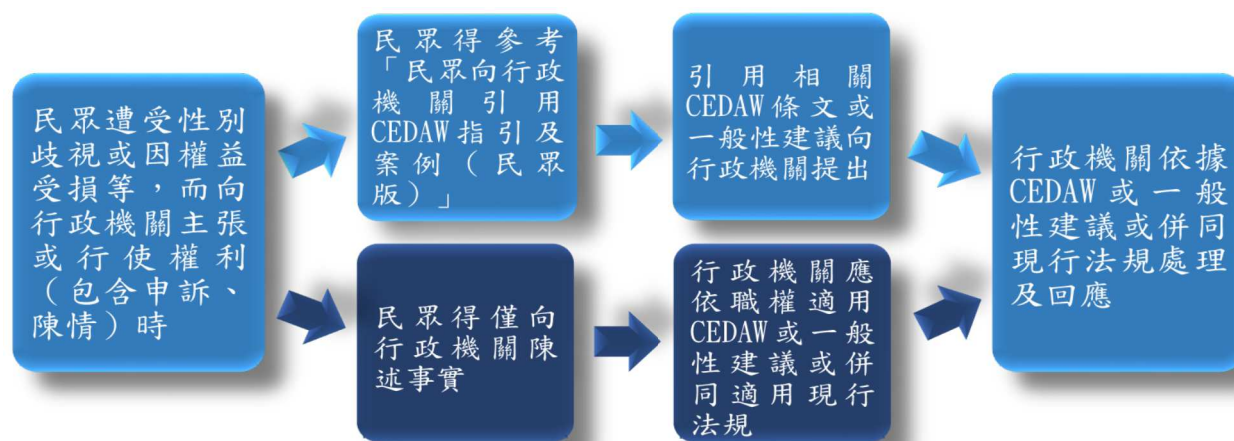 民眾遭受性別
歧視或因權益
受損等，而向
行政機關主張
或行使權利
（包含申訴、
陳情）時
民眾得參考
「民眾向行政
機關引用
CEDAW指引及
案例（民眾
版）」
引用相關
CEDAW條文或
一般性建議向
行政機關提出
民眾得僅向
行政機關陳
述事實
行政機關應
依職權適用
CEDAW或一般
性建議或併
同適用現行
法規
行政機關依據
CEDAW或一般
性建議或併同
現行法規處理
及回應